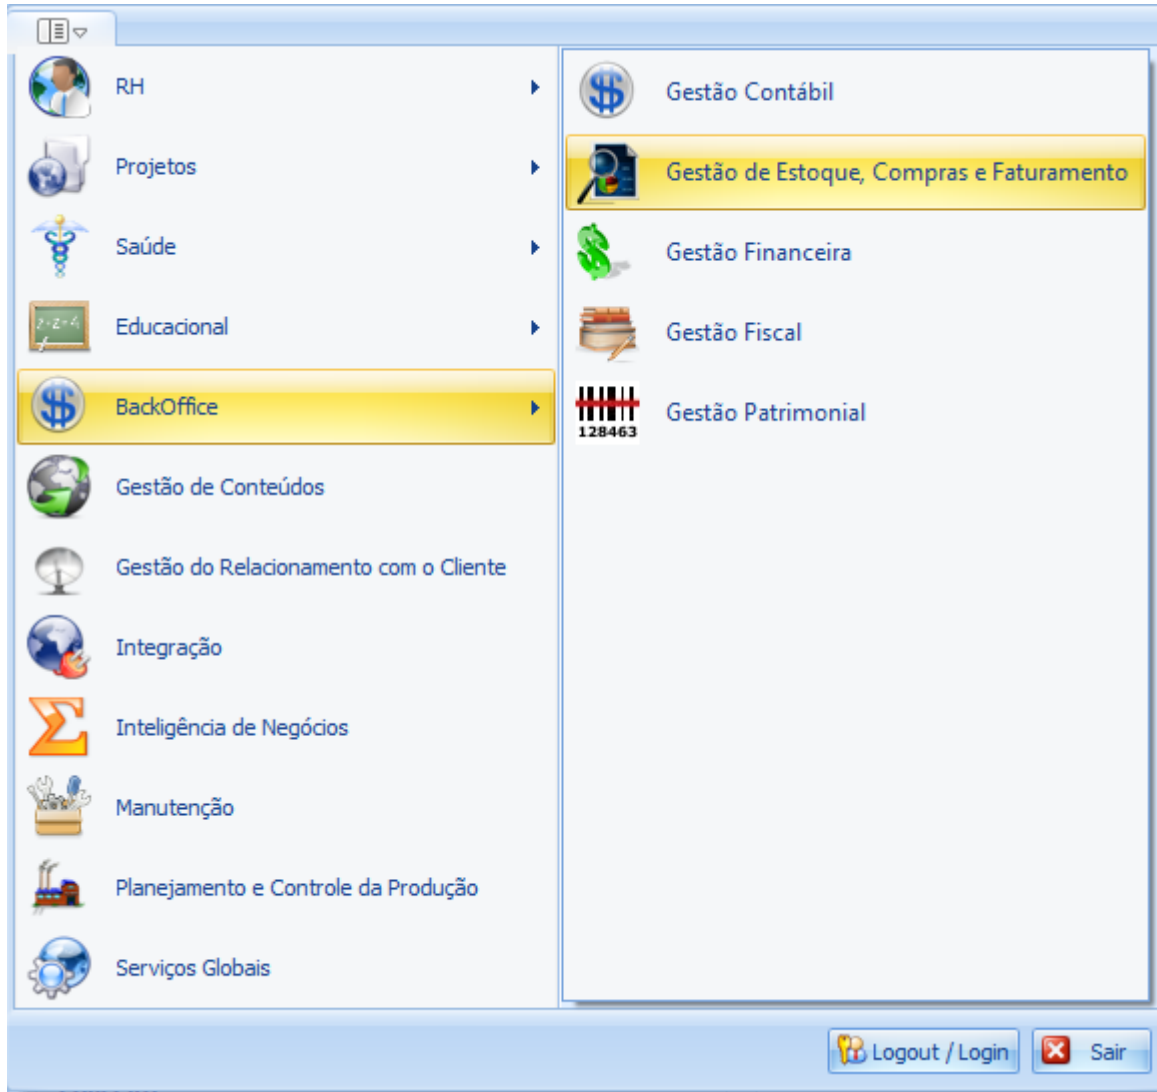 RH
Projetos
Saúde
Educacional
BackOffice
Gestão de Conteúdos
Gestão do Relacionamento com o Cliente
Integração
Inteligência de Negócios
Manutenção
Planejamento e Controle da Produção
Serviços Globais
Gestão Contábil
Gestão de Estoque, Compras e Faturamento
Gestão Financeira
Gestão Fiscal
128463
Gestão Patrimonial
Logout / Login
Sair